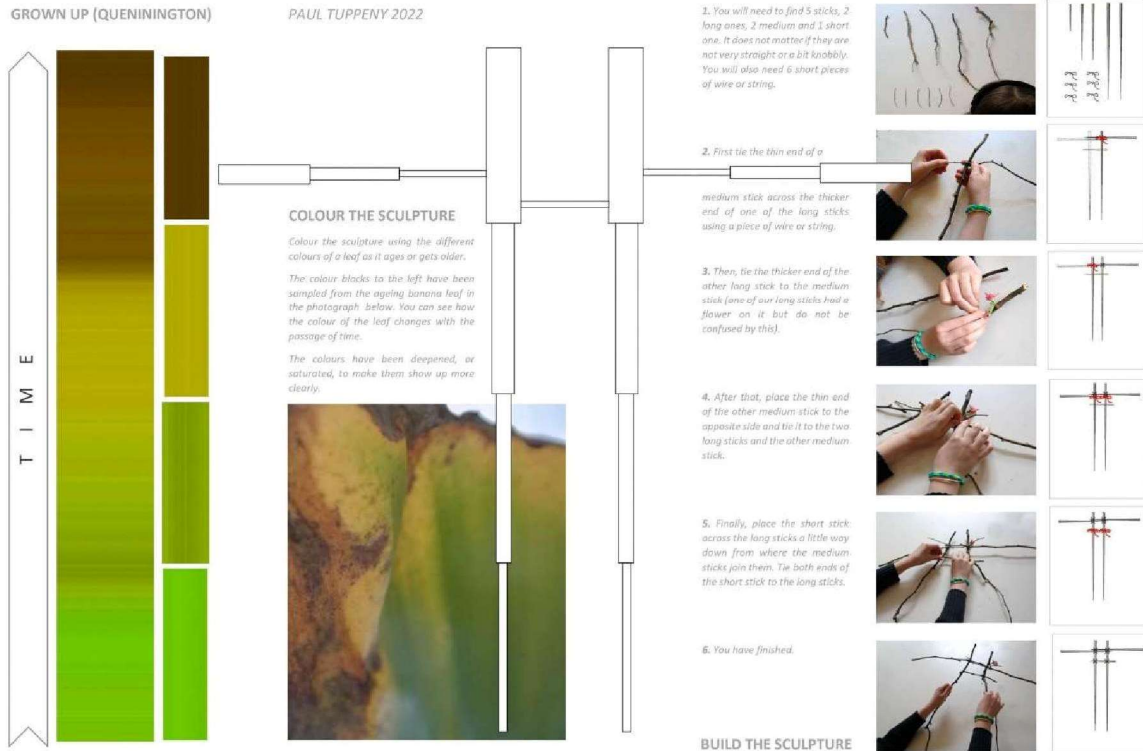 GROWN UP (QUENININGTON)
PAUL TUPPENY 2022
TIME
COLOUR THE SCULPTURE
Colour the sculpture using the different
colours of a leaf as it ages or gets older.
The colour blocks to the left have been
sampled from the ageing banana leaf in
the photograph below. You can see how
the colour of the leaf changes with the
passage of time.
The colours have been deepened, or
saturated, to make them show up more
clearly.
1. You will need to find 5 sticks, 2
long ones, 2 medium and 1 short
one. It does not matter if they are
not very straight or a bit knobbly.
You will also need 6 short pieces
of wire or string.
2. First tie the thin end of a
medium stick across the thicker
end of one of the long sticks
using a piece of wire or string.
3. Then, tie the thicker end of the
other long stick to the medium
stick (one of our long sticks had a
flower on it but do not be
confused by this).
4. After that, place the thin end
of the other medium stick to the
opposite side and tie it to the two
long sticks and the other medium
stick.
5. Finally, place the short stick
across the long sticks a little way
down from where the medium
sticks join them. Tie both ends of
the short stick to the long sticks.
6. You have finished.
BUILD THE SCULPTURE